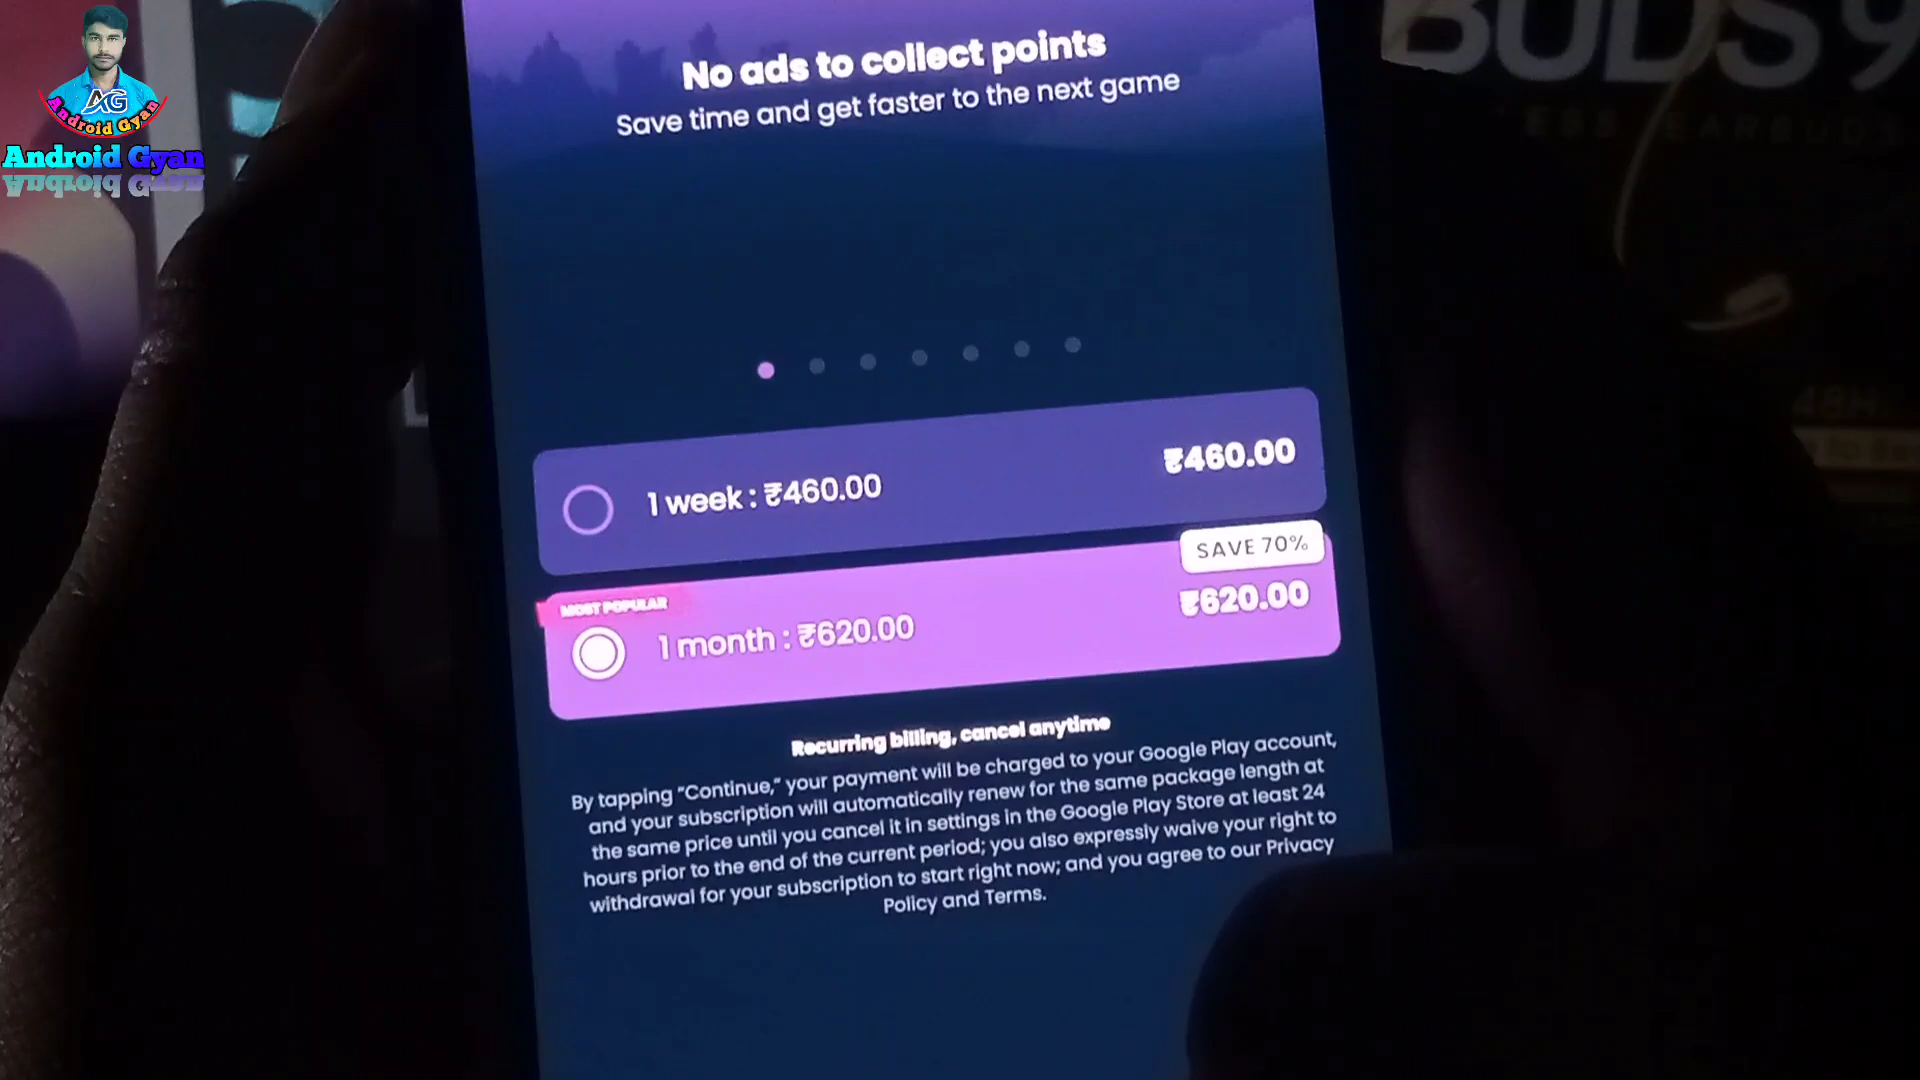 AG
Android Gyan
Android Gyan
BUDS 9
No ads to collect points
Save time and get faster to the next game
1 week : ₹460.00
₹460.00
SAVE 70%
MOST POPULAR
1 month : ₹620.00
₹620.00
Recurring billing, cancel anytime
By tapping “Continue,” your payment will be charged to your Google Play account,
and your subscription will automatically renew for the same package length at
the same price until you cancel it in settings in the Google Play Store at least 24
hours prior to the end of the current period; you also expressly waive your right to
withdrawal for your subscription to start right now; and you agree to our Privacy
Policy and Terms.